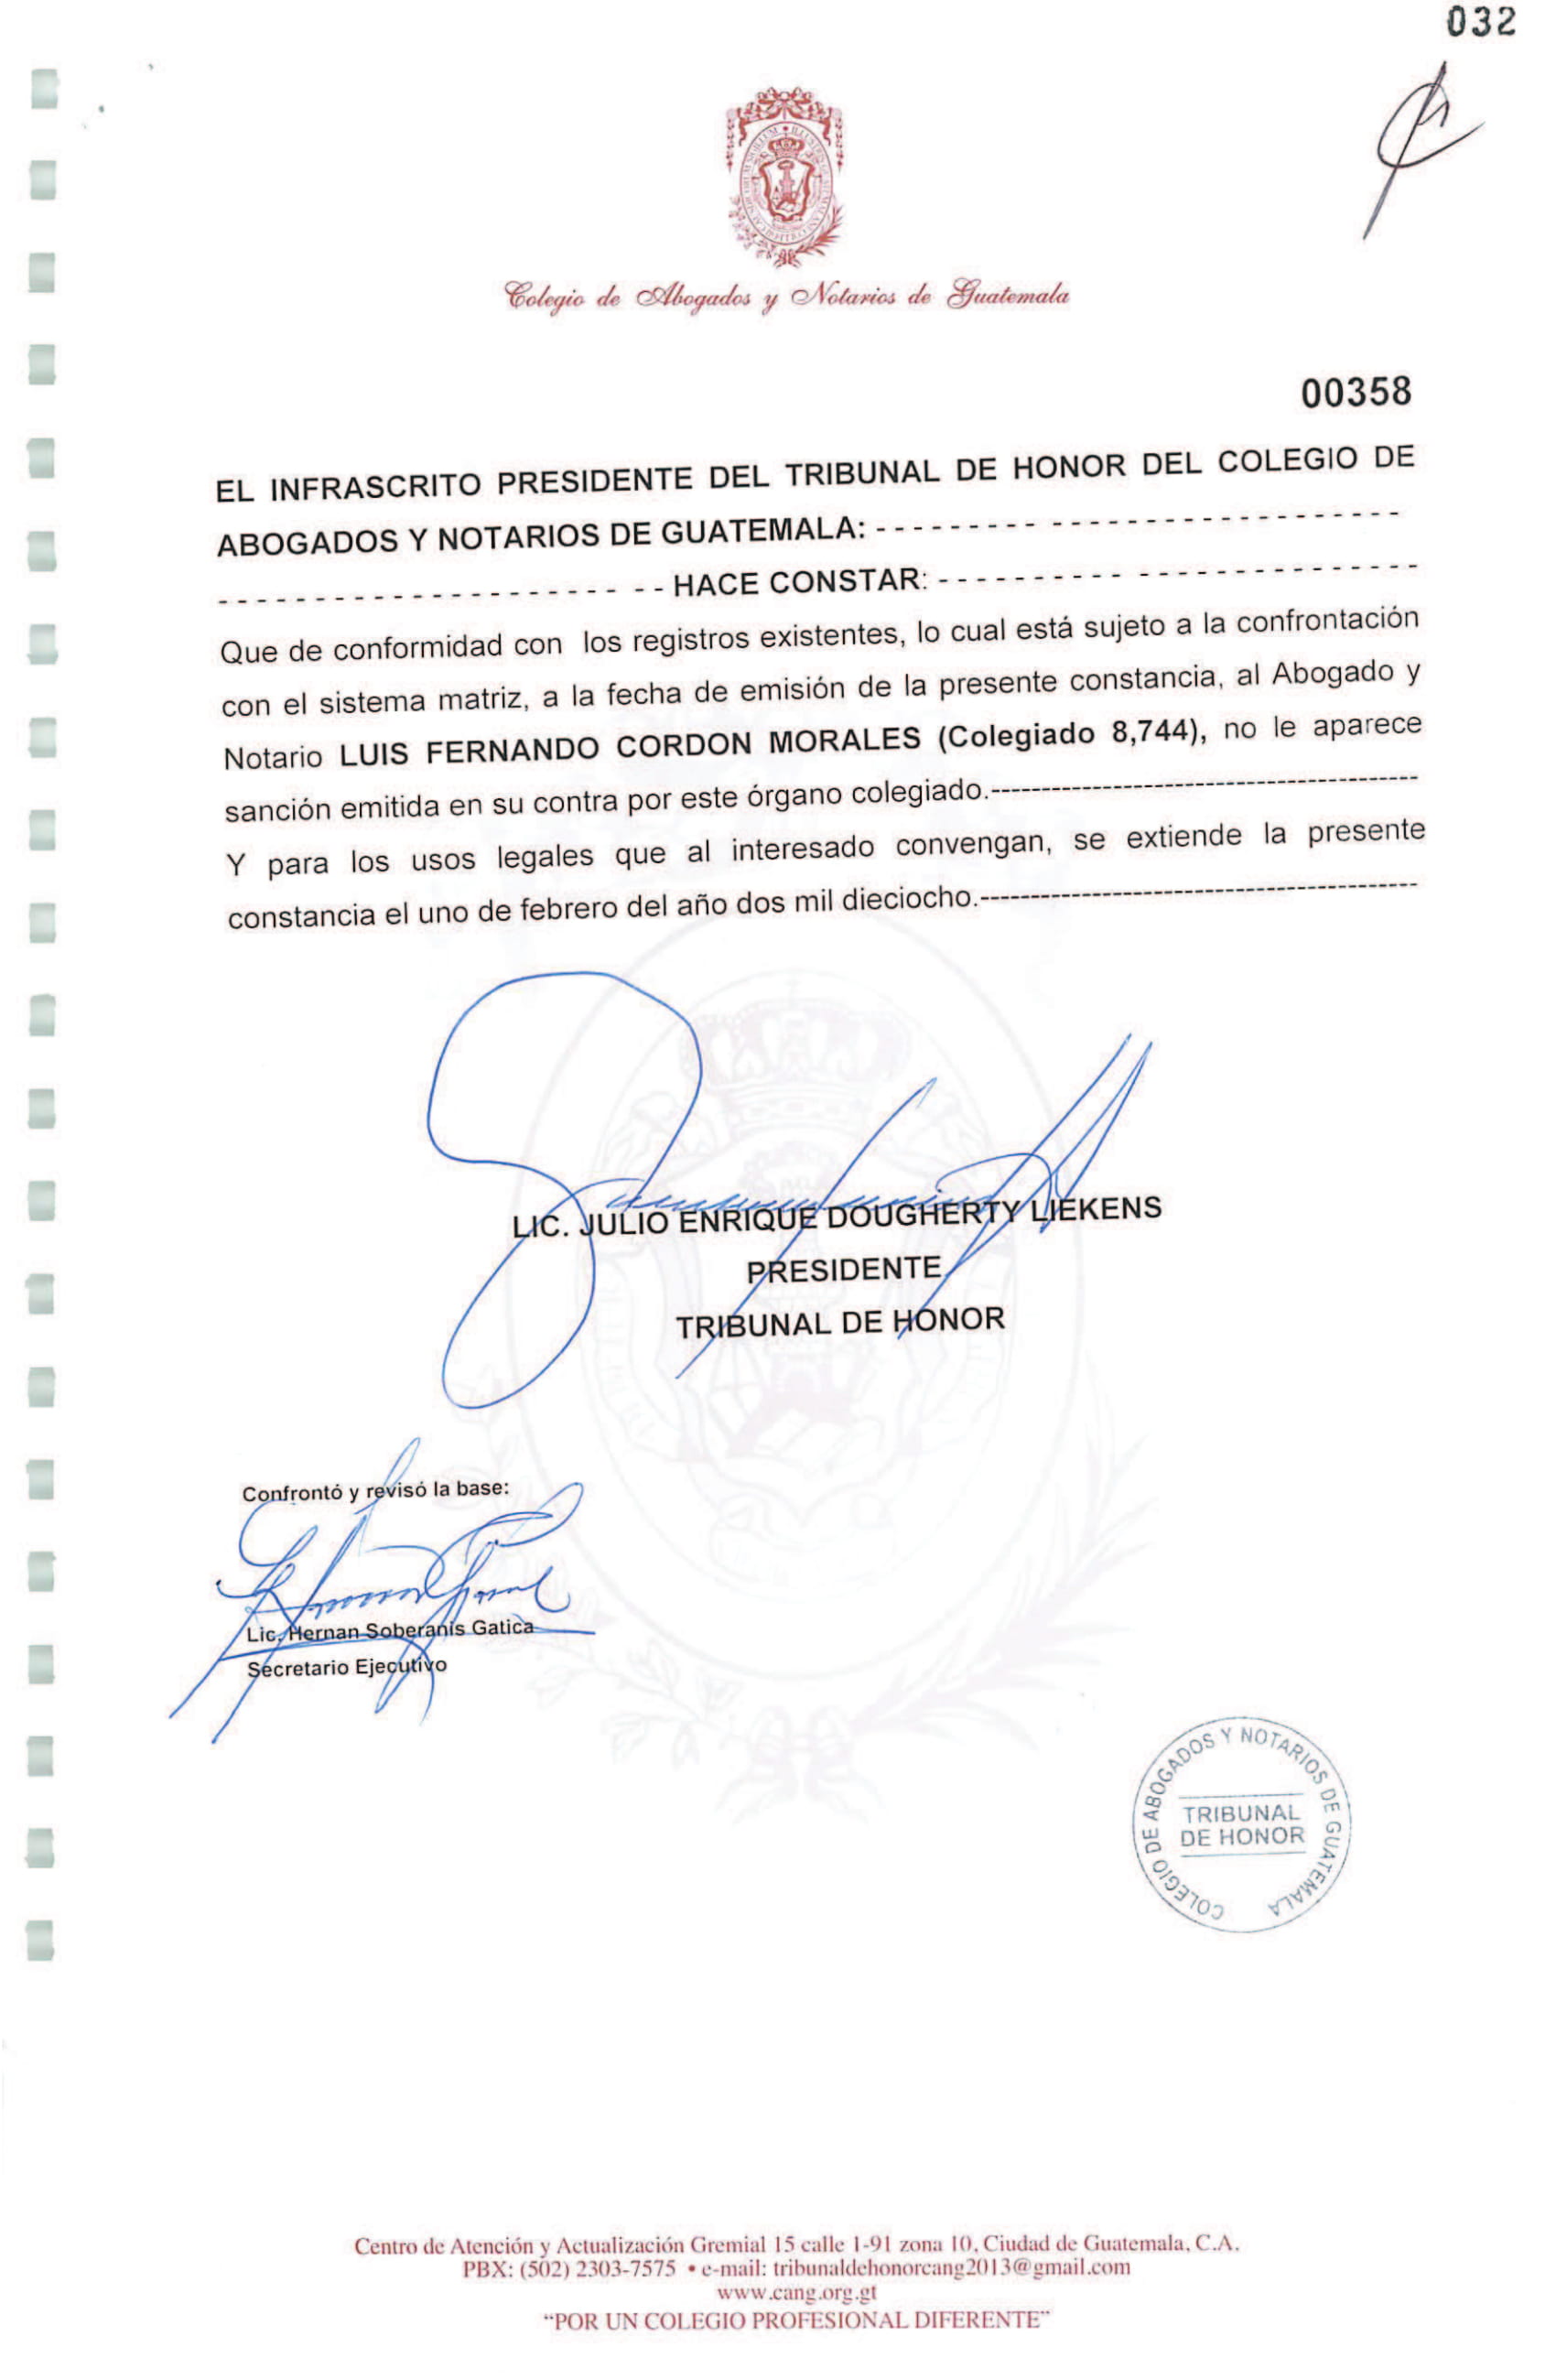 032
Colegio de Abogados y Notarios de Guatemala
00358
EL INFRASCRITO PRESIDENTE DEL TRIBUNAL DE HONOR DEL COLEGIO DE
ABOGADOS Y NOTARIOS DE GUATEMALA: - - - - - - - - - - - - - - - - - - - - - - - - - - -
- - - - - - - - - - - - - - - - - - - - - - - HACE CONSTAR: - - - - - - - - - - - - - - - - - - - - - - - - -
Que de conformidad con los registros existentes, lo cual está sujeto a la confrontación
con el sistema matriz, a la fecha de emisión de la presente constancia, al Abogado y
Notario LUIS FERNANDO CORDON MORALES (Colegiado 8,744), no le aparece
sanción emitida en su contra por este órgano colegiado.------------------------------------------
Y para los usos legales que al interesado convengan, se extiende la presente
constancia el uno de febrero del año dos mil dieciocho.-------------------------------------------
LIC. JULIO ENRIQUE DOUGHERTY LIEKENS
PRESIDENTE
TRIBUNAL DE HONOR
Confrontó y revisó la base:
Lic. Hernan Soberanis Gatica
Secretario Ejecutivo
COLEGIO DE ABOGADOS Y NOTARIOS DE GUATEMALA
TRIBUNAL
DE HONOR
Centro de Atención y Actualización Gremial 15 calle 1-91 zona 10, Ciudad de Guatemala, C.A.
PBX: (502) 2303-7575 • e-mail: tribunaldehonorcang2013@gmail.com
www.cang.org.gt
“POR UN COLEGIO PROFESIONAL DIFERENTE”